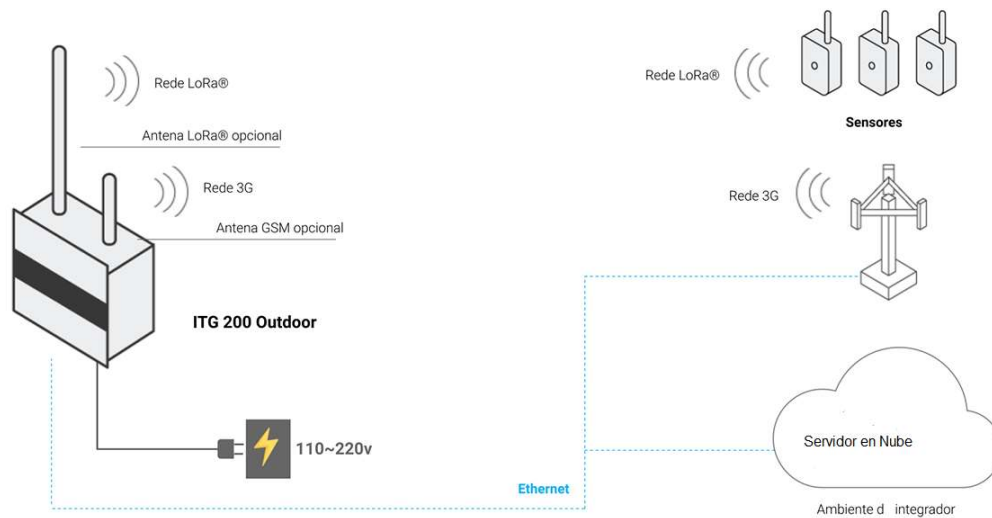 Rede LoRa®
Antena LoRa® opcional
Rede 3G
Antena GSM opcional
ITG 200 Outdoor
110~220v
Ethernet
Rede LoRa®
Sensores
Rede 3G
Servidor en Nube
Ambiente d integrador